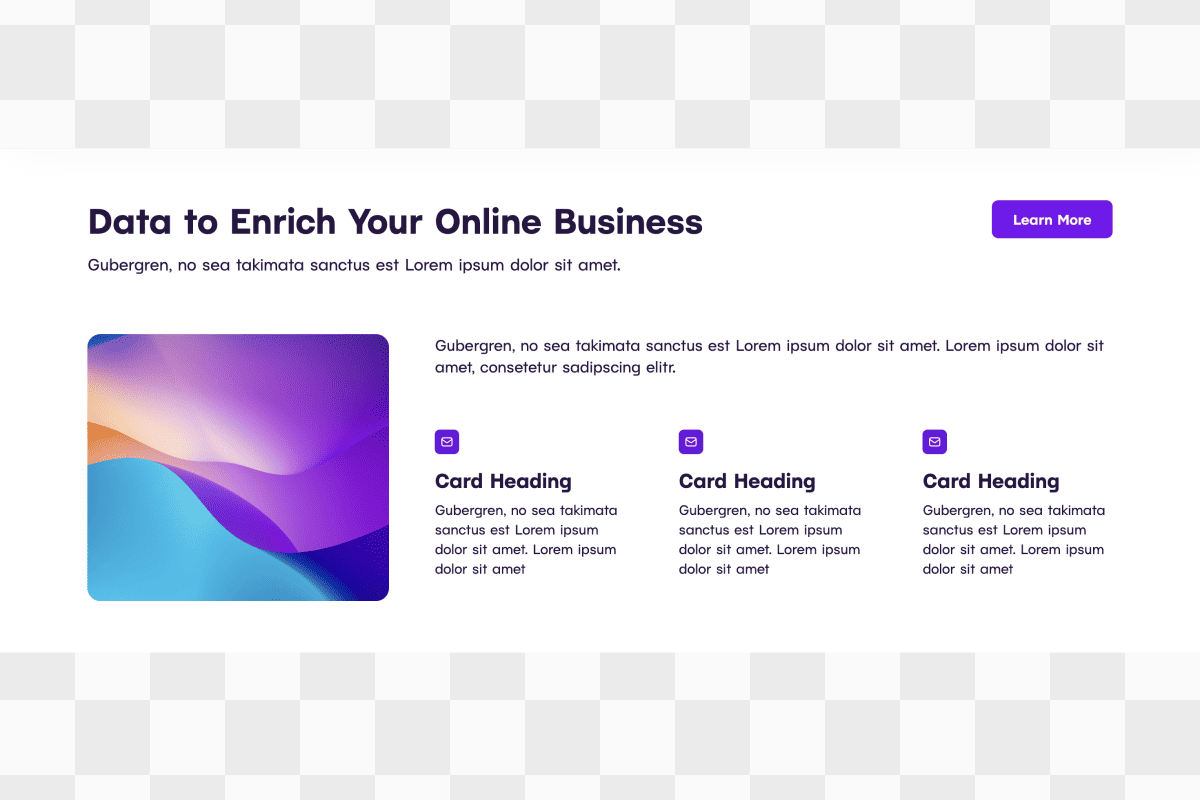 Data to Enrich Your Online Business
Learn More
Gubergren, no sea takimata sanctus est Lorem ipsum dolor sit amet.
Gubergren, no sea takimata sanctus est Lorem ipsum dolor sit amet. Lorem ipsum dolor sit
amet, consetetur sadipscing elitr.
Card Heading
Gubergren, no sea takimata
sanctus est Lorem ipsum
dolor sit amet. Lorem ipsum
dolor sit amet
Card Heading
Gubergren, no sea takimata
sanctus est Lorem ipsum
dolor sit amet. Lorem ipsum
dolor sit amet
Card Heading
Gubergren, no sea takimata
sanctus est Lorem ipsum
dolor sit amet. Lorem ipsum
dolor sit amet